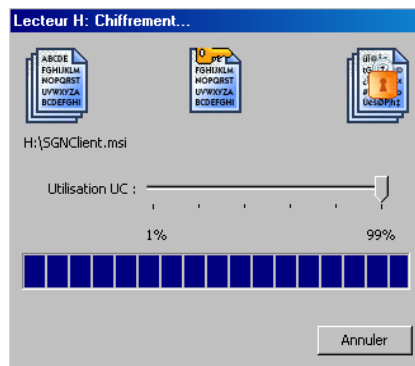 Lecteur H: Chiffrement...
ABCDE
FGHIJKLM
NOPQRST
UVWXYZA
BCDEFGHI
FGHIJKLM
NOPQRST
UVWXYZA
BCDEFGHI
H:\SGNClient.msi
Utilisation UC :
1% 99%
Annuler